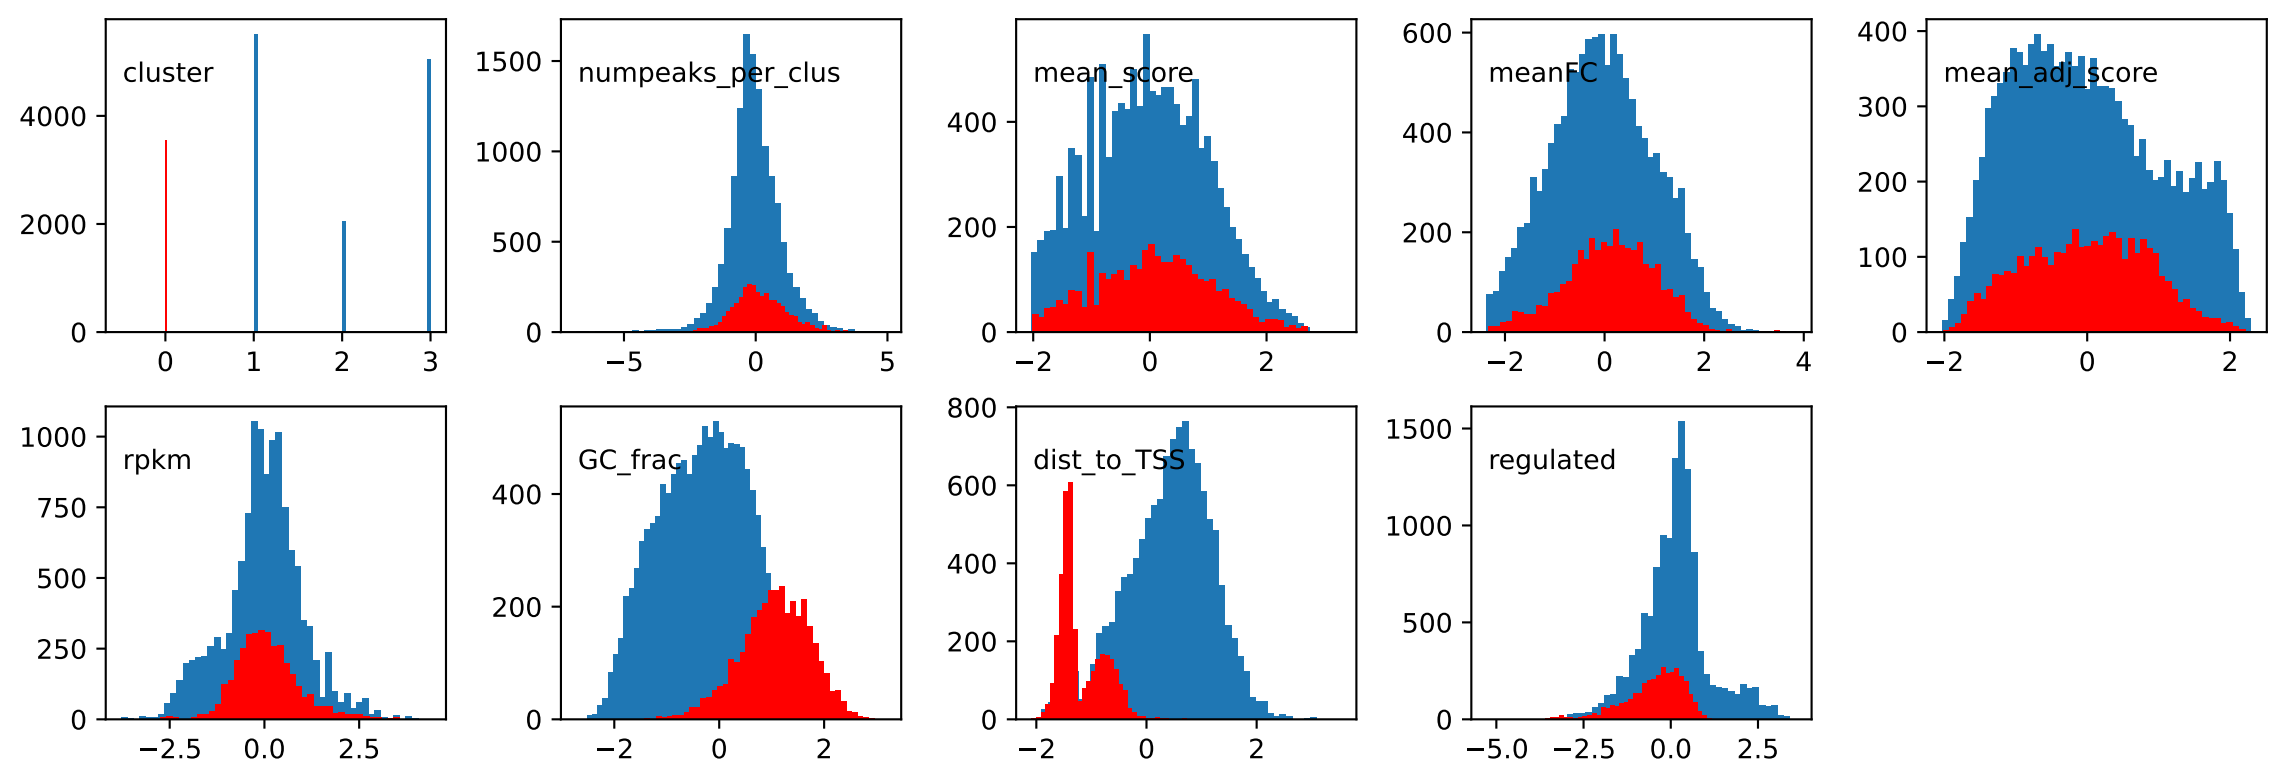 cluster
4000
2000
0
0 1 2 3
numpeaks_per_clus
1500
1000
500
0
−5 0 5
mean_score
400
200
0
−2 0 2
meanFC
600
400
200
0
−2 0 2 4
mean_adj_score
400
300
200
100
0
−2 0 2
rpkm
1000
750
500
250
0
−2.5 0.0 2.5
GC_frac
400
200
0
−2 0 2
dist_to_TSS
800
600
400
200
0
−2 0 2
regulated
1500
1000
500
0
−5.0 −2.5 0.0 2.5